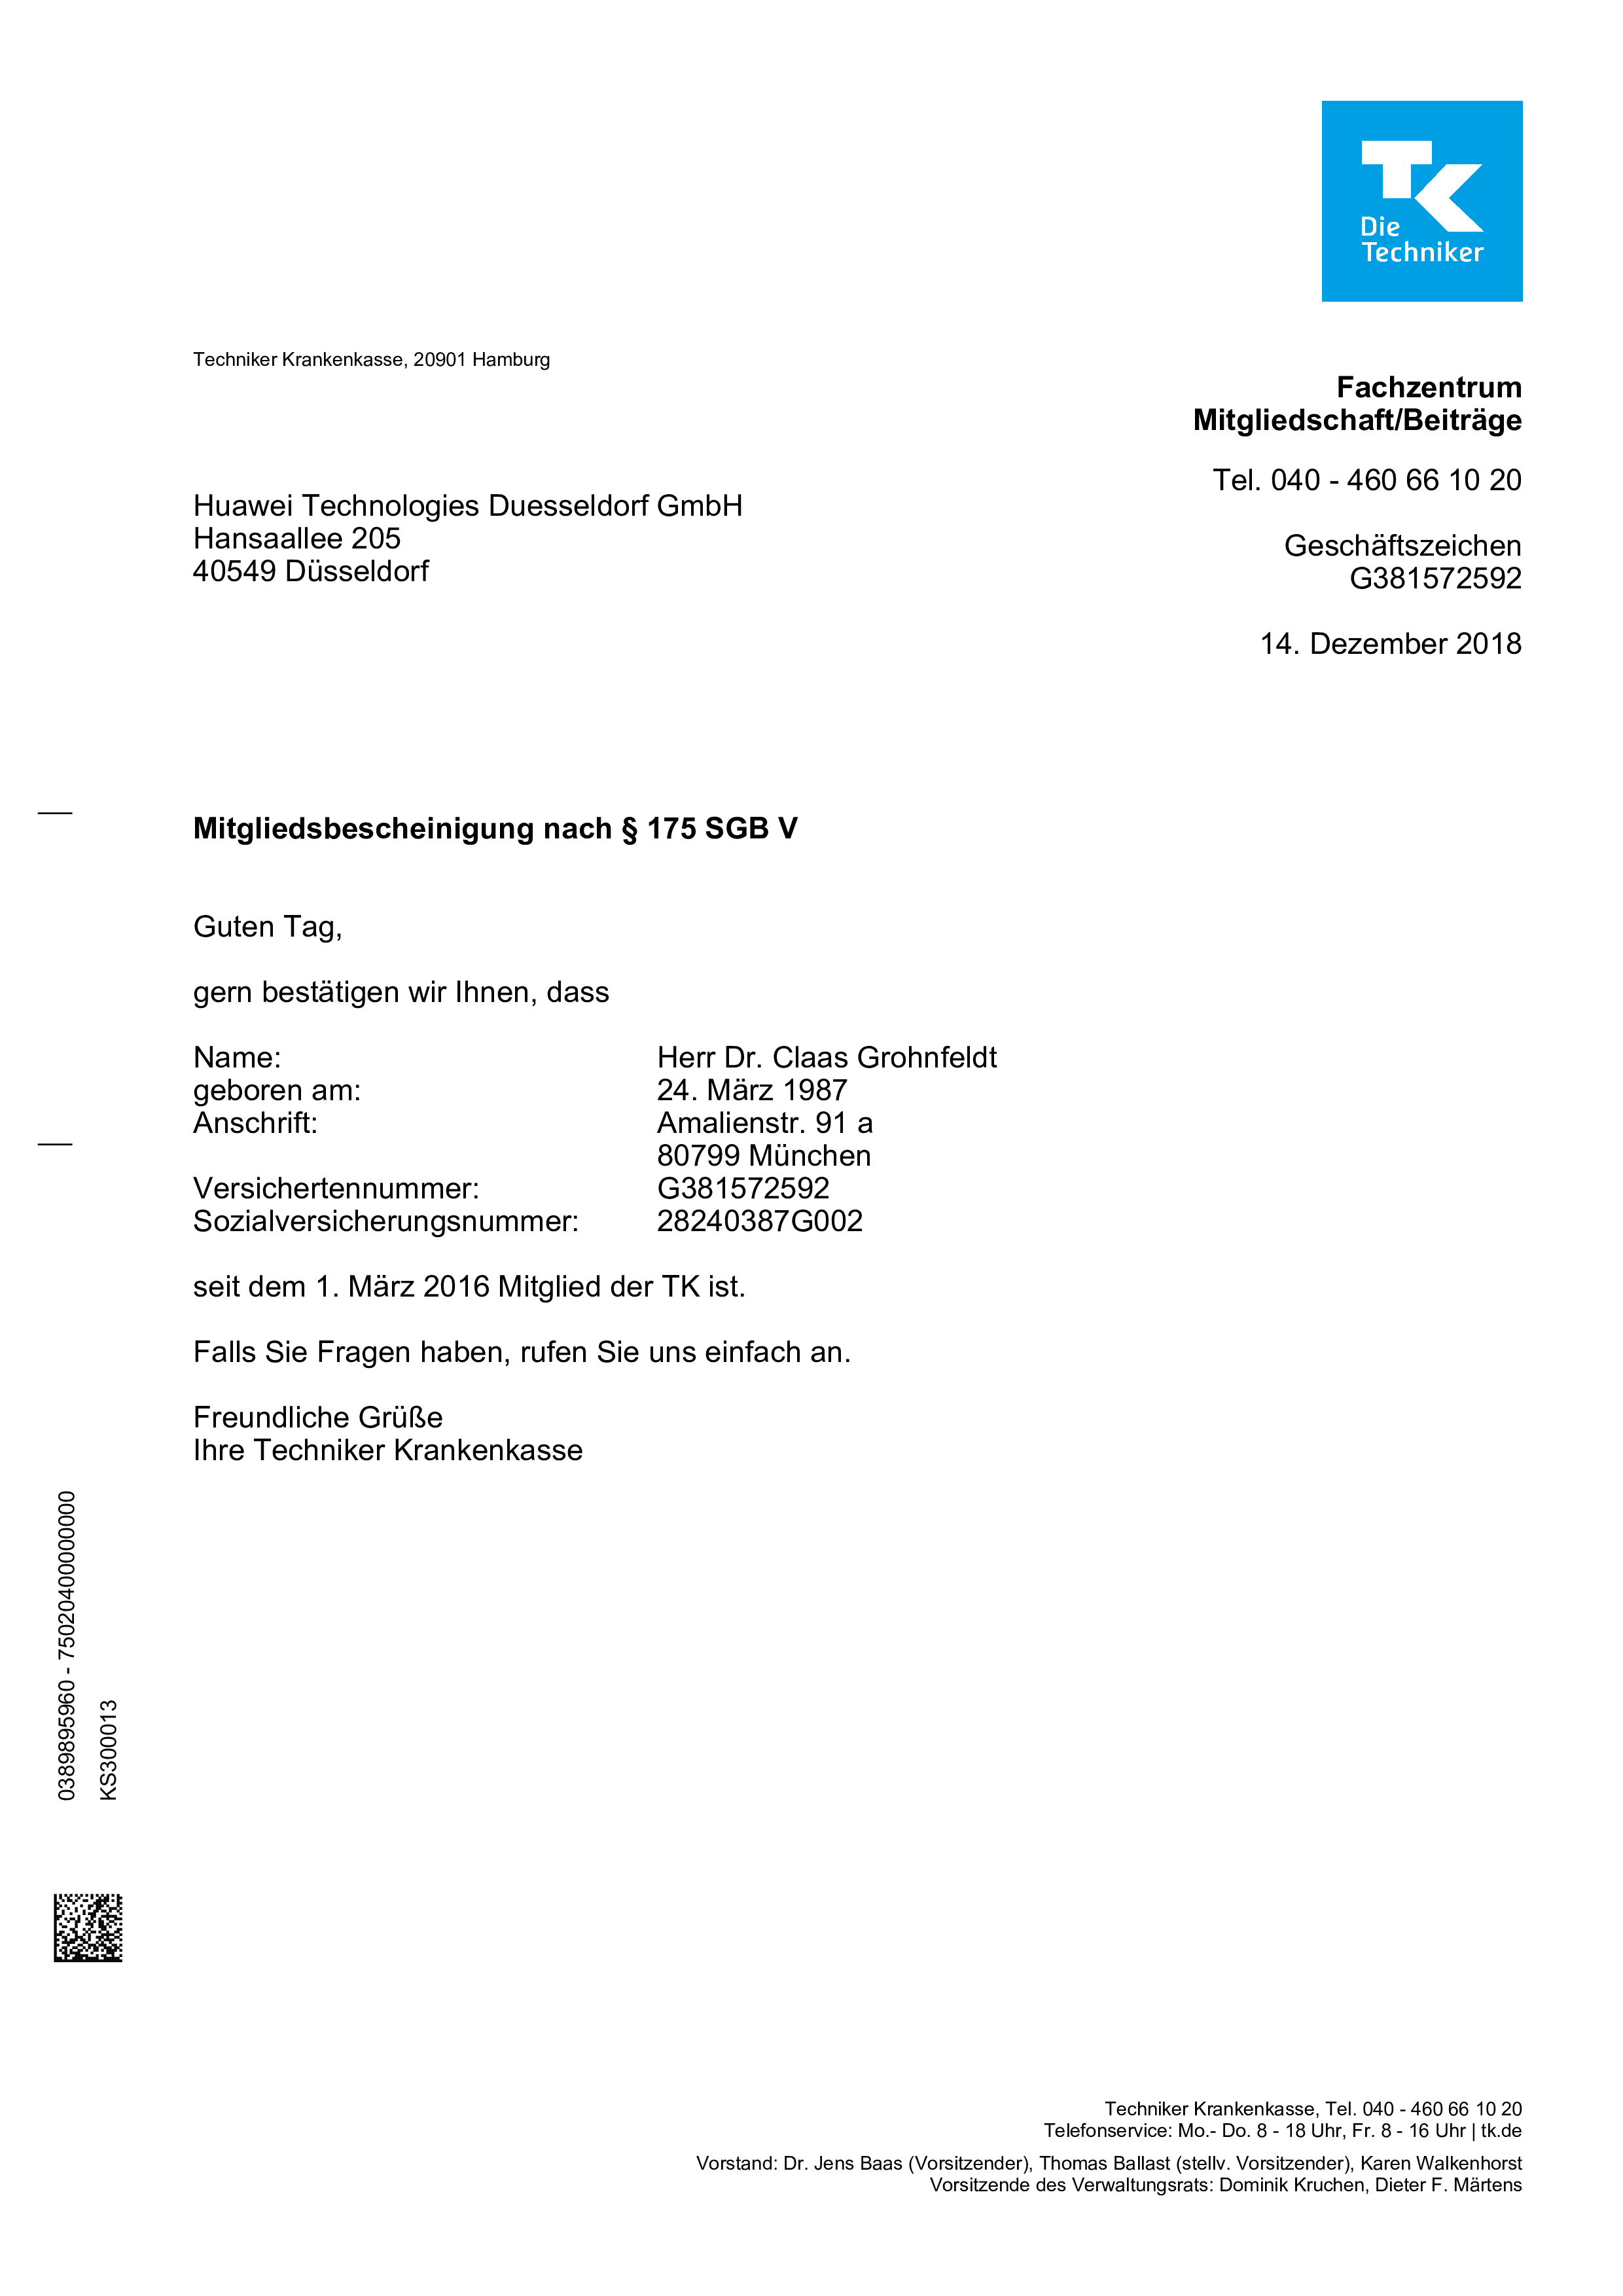 TK
Die
Techniker
Techniker Krankenkasse, 20901 Hamburg
Fachzentrum
Mitgliedschaft/Beiträge
Tel. 040 - 460 66 10 20
Huawei Technologies Duesseldorf GmbH
Hansaallee 205
40549 Düsseldorf
Geschäftszeichen
G381572592
14. Dezember 2018
Mitgliedsbescheinigung nach § 175 SGB V
Guten Tag,
gern bestätigen wir Ihnen, dass
Name: Herr Dr. Claas Grohnfeldt
geboren am: 24. März 1987
Anschrift: Amalienstr. 91 a
80799 München
Versichertennummer: G381572592
Sozialversicherungsnummer: 28240387G002
seit dem 1. März 2016 Mitglied der TK ist.
Falls Sie Fragen haben, rufen Sie uns einfach an.
Freundliche Grüße
Ihre Techniker Krankenkasse
0389895960 - 7502040000000
KS300013
Techniker Krankenkasse, Tel. 040 - 460 66 10 20
Telefonservice: Mo.- Do. 8 - 18 Uhr, Fr. 8 - 16 Uhr | tk.de
Vorstand: Dr. Jens Baas (Vorsitzender), Thomas Ballast (stellv. Vorsitzender), Karen Walkenhorst
Vorsitzende des Verwaltungsrats: Dominik Kruchen, Dieter F. Märtens